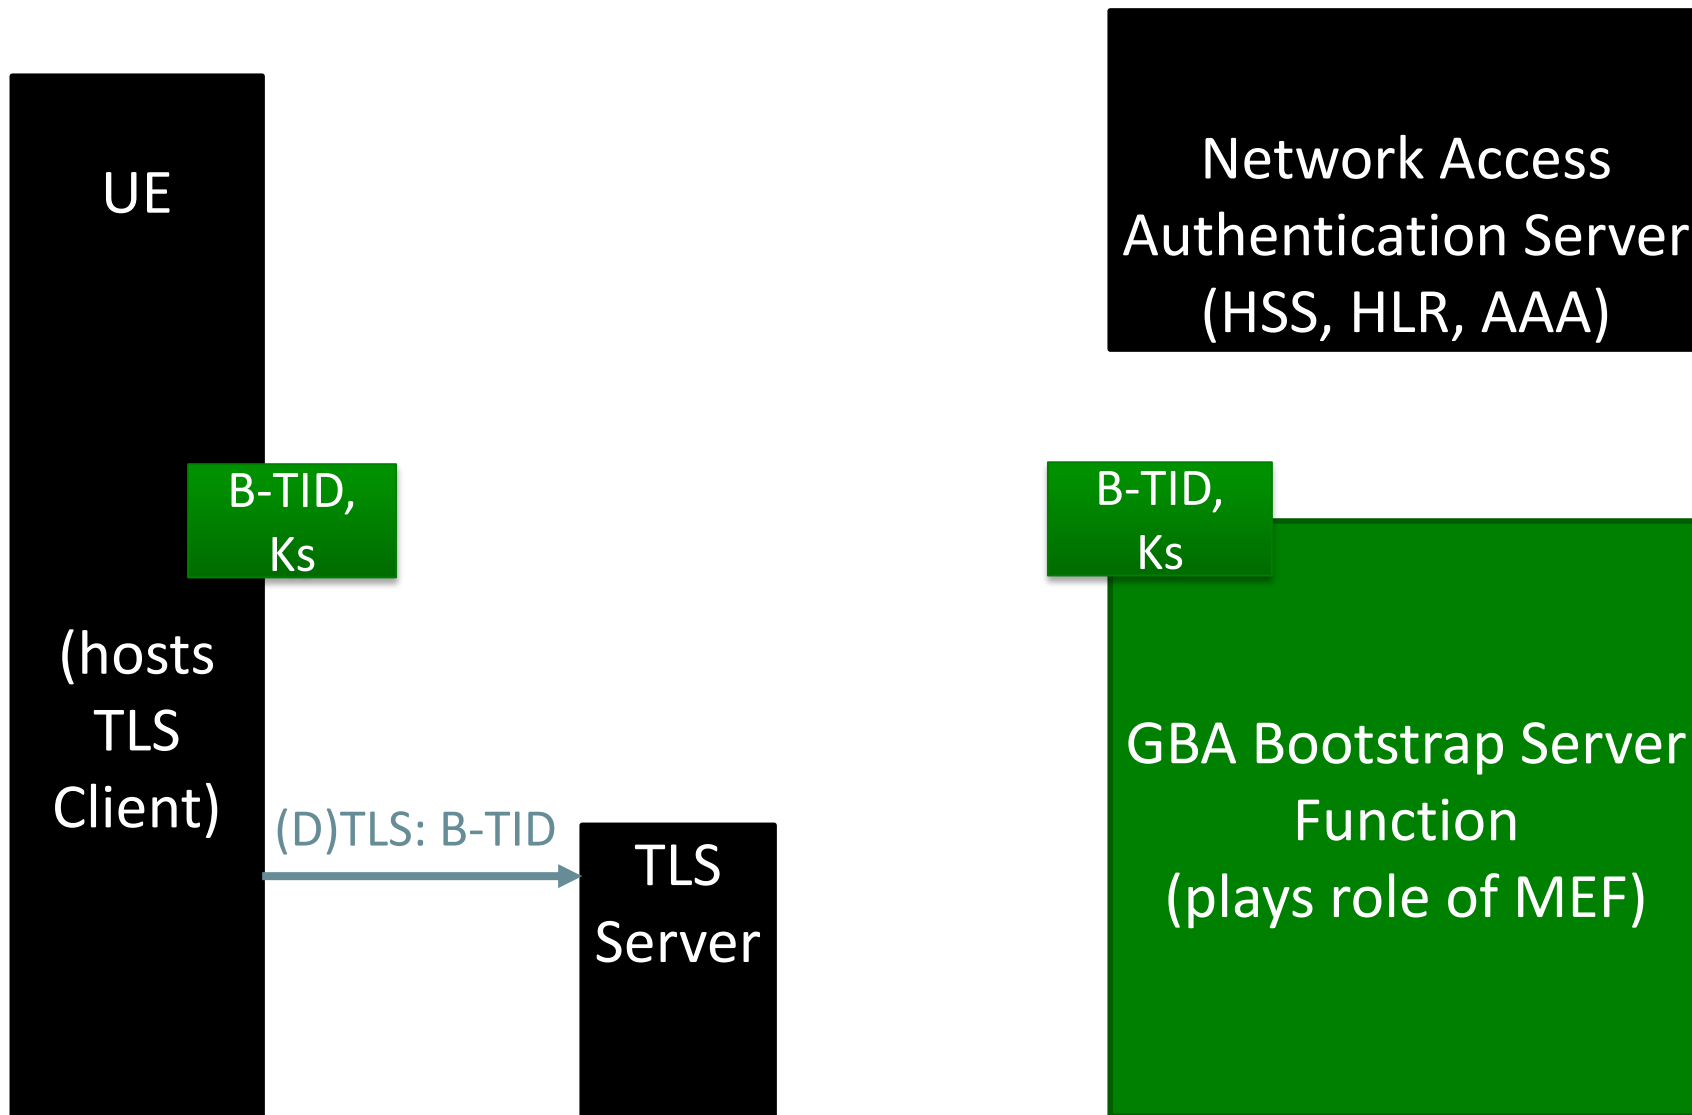 UE
(hosts
TLS
Client)
B-TID,
Ks
(D)TLS: B-TID
TLS
Server
Network Access
Authentication Server
(HSS, HLR, AAA)
B-TID,
Ks
GBA Bootstrap Server
Function
(plays role of MEF)